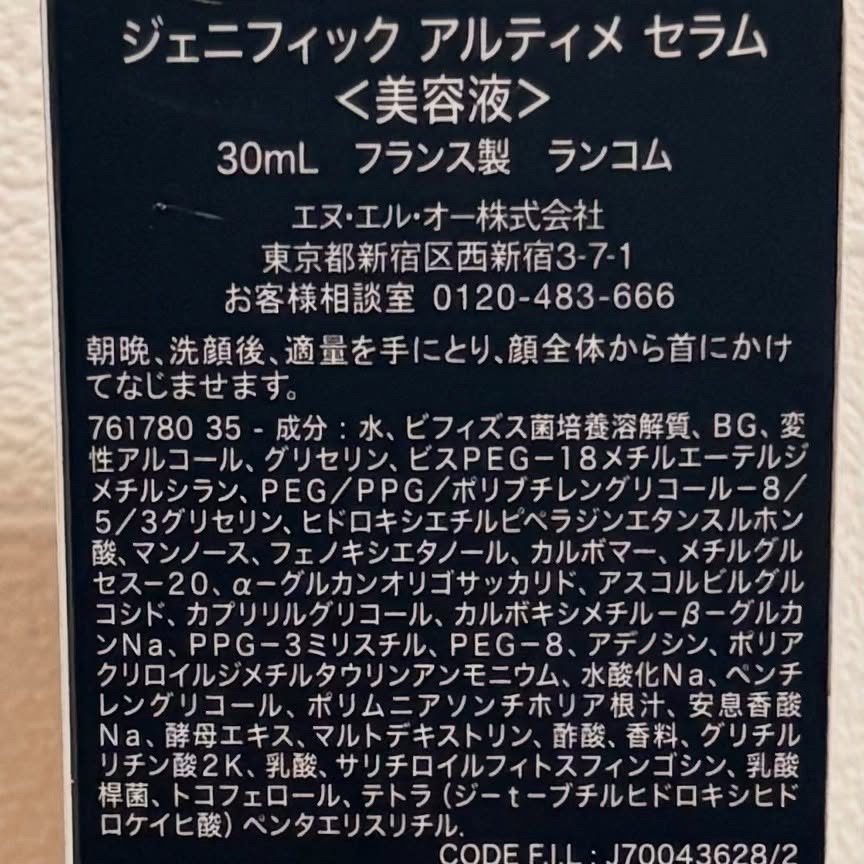 ジェニフィック アルティメ セラム
＜美容液＞
30mL フランス製 ランコム
エヌ・エル・オー株式会社
東京都新宿区西新宿3-7-1
お客様相談室 0120-483-666
朝晩、洗顔後、適量を手にとり、顔全体から首にかけ
てなじませます。
761780 35 - 成分：水、ビフィズス菌培養溶解質、BG、変
性アルコール、グリセリン、ビスPEG－18メチルエーテルジ
メチルシラン、PEG／PPG／ポリブチレングリコール－8／
5／3グリセリン、ヒドロキシエチルピペラジンエタンスルホン
酸、マンノース、フェノキシエタノール、カルボマー、メチルグル
セス－20、α－グルカンオリゴサッカリド、アスコルビルグル
コシド、カプリリルグリコール、カルボキシメチル－β－グルカ
ンNa、PPG－3ミリスチル、PEG－8、アデノシン、ポリア
クリロイルジメチルタウリンアンモニウム、水酸化Na、ペンチ
レングリコール、ポリムニアソンチホリア根汁、安息香酸
Na、酵母エキス、マルトデキストリン、酢酸、香料、グリチル
リチン酸2K、乳酸、サリチロイルフィトスフィンゴシン、乳酸
桿菌、トコフェロール、テトラ（ジーtーブチルヒドロキシヒド
ロケイヒ酸）ペンタエリスリチル.
CODE F.I.L : J70043628/2